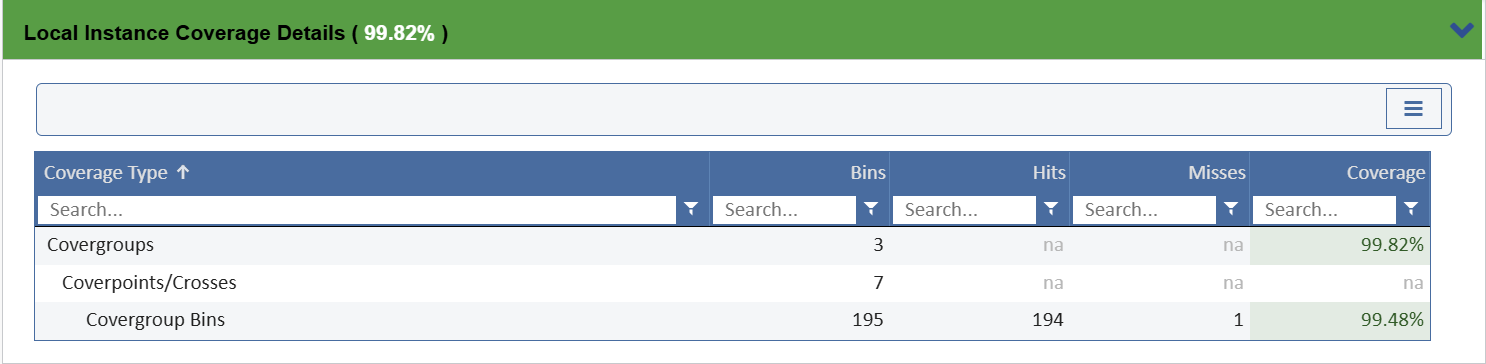 Local Instance Coverage Details ( 99.82% )
Coverage Type ↑ Bins Hits Misses Coverage
Search... Search... Search... Search... Search...
Covergroups 3 na na 99.82%
Coverpoints/Crosses 7 na na na
Covergroup Bins 195 194 1 99.48%